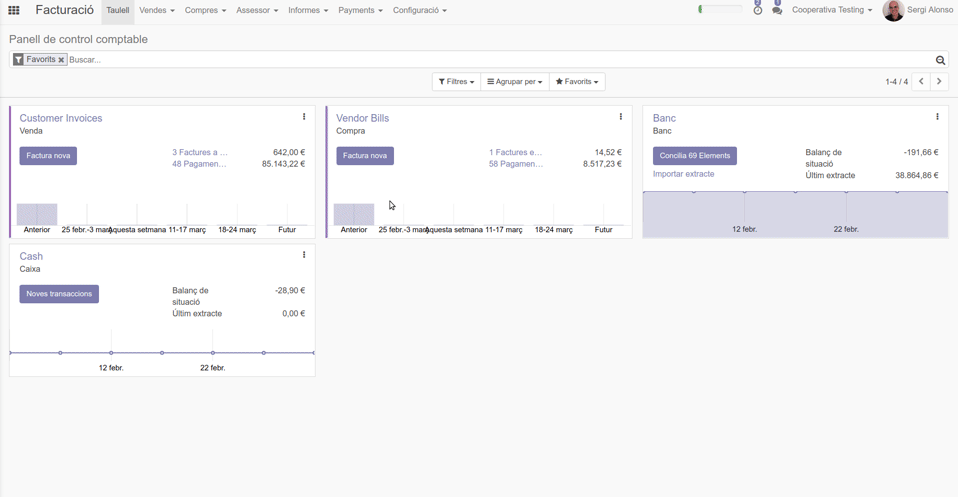 Facturació Taulell Vendes Compres Assessor Informes Payments Configuració 2 Cooperativa Testing Sergi Alonso
Panell de control comptable
Favorits Buscar...
Filtres Agrupar per Favorits 1-4 / 4
Customer Invoices
Venda
Factura nova
3 Factures a ... 642,00 €
48 Pagamen... 85.143,22 €
Anterior 25 febr.-3 març Aquesta setmana 11-17 març 18-24 març Futur
Vendor Bills
Compra
Factura nova
1 Factures e... 14,52 €
58 Pagamen... 8.517,23 €
Anterior 25 febr.-3 març Aquesta setmana 11-17 març 18-24 març Futur
Banc
Banc
Concilia 69 Elements
Importar extracte
Balanç de situació -191,66 €
Últim extracte 38.864,86 €
12 febr. 22 febr.
Cash
Caixa
Noves transaccions
Balanç de situació -28,90 €
Últim extracte 0,00 €
12 febr. 22 febr.